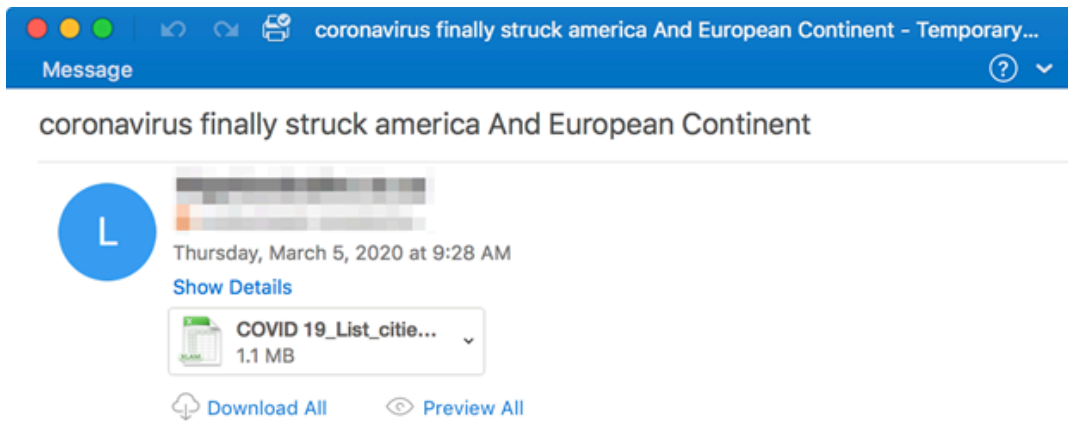 coronavirus finally struck america And European Continent - Temporary...
Message
coronavirus finally struck america And European Continent
L
Thursday, March 5, 2020 at 9:28 AM
Show Details
COVID 19_List_citie...
1.1 MB
Download All Preview All